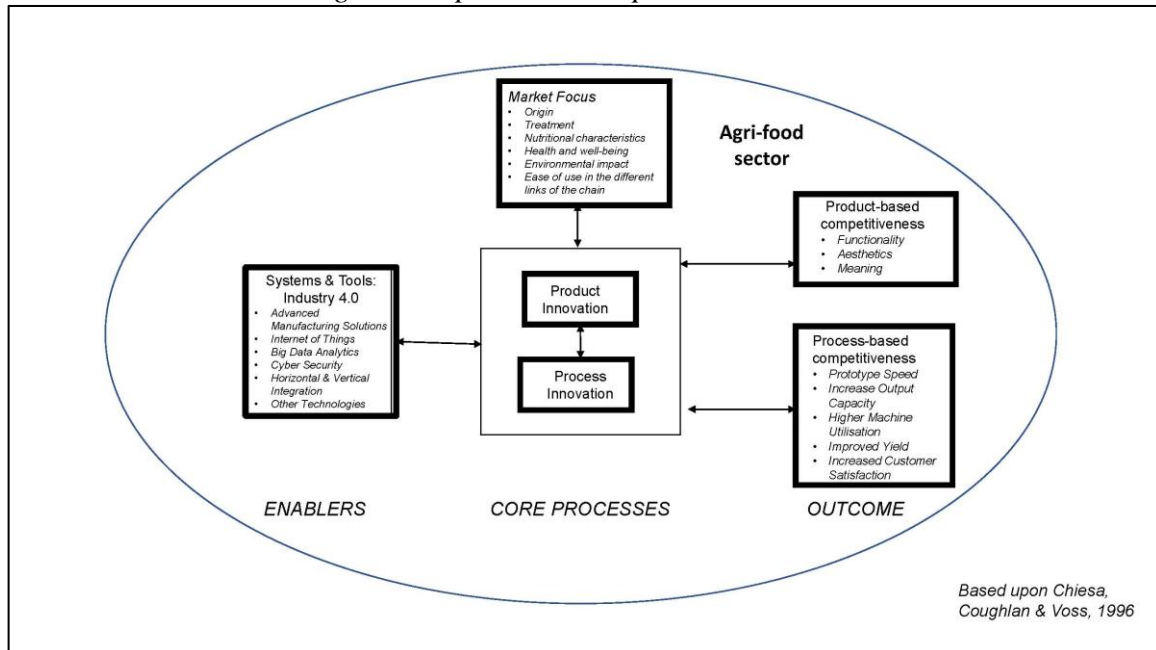 Market Focus
• Origin
• Treatment
• Nutritional characteristics
• Health and well-being
• Environmental impact
• Ease of use in the different
links of the chain
Agri-food
sector
Systems & Tools:
Industry 4.0
• Advanced
Manufacturing Solutions
• Internet of Things
• Big Data Analytics
• Cyber Security
• Horizontal & Vertical
Integration
• Other Technologies
Product
Innovation
Process
Innovation
Product-based
competitiveness
• Functionality
• Aesthetics
• Meaning
Process-based
competitiveness
• Prototype Speed
• Increase Output
Capacity
• Higher Machine
Utilisation
• Improved Yield
• Increased Customer
Satisfaction
ENABLERS
CORE PROCESSES
OUTCOME
Based upon Chiesa,
Coughlan & Voss, 1996